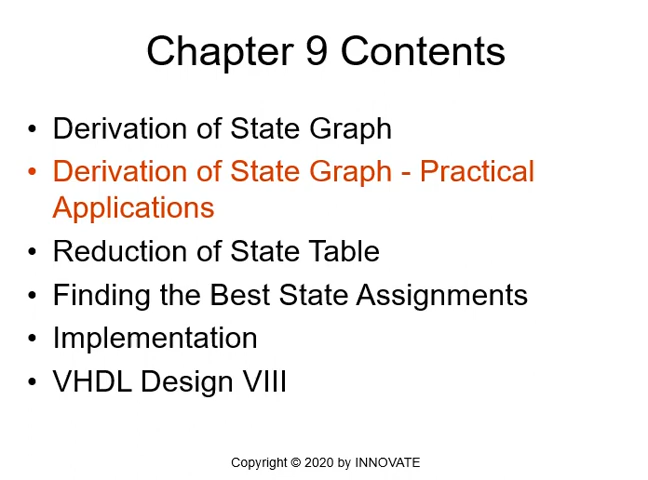 Chapter 9 Contents
• Derivation of State Graph
• Derivation of State Graph - Practical
Applications
• Reduction of State Table
• Finding the Best State Assignments
• Implementation
• VHDL Design VIII
Copyright © 2020 by INNOVATE